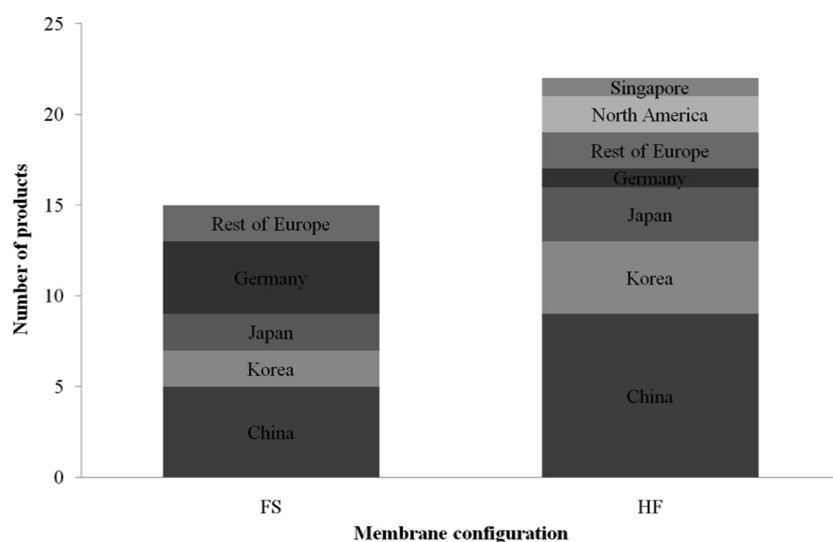 25
20
15
10
5
0
Number of products
Rest of Europe
Germany
Japan
Korea
China
Singapore
North America
Rest of Europe
Germany
Japan
Korea
China
FS
HF
Membrane configuration